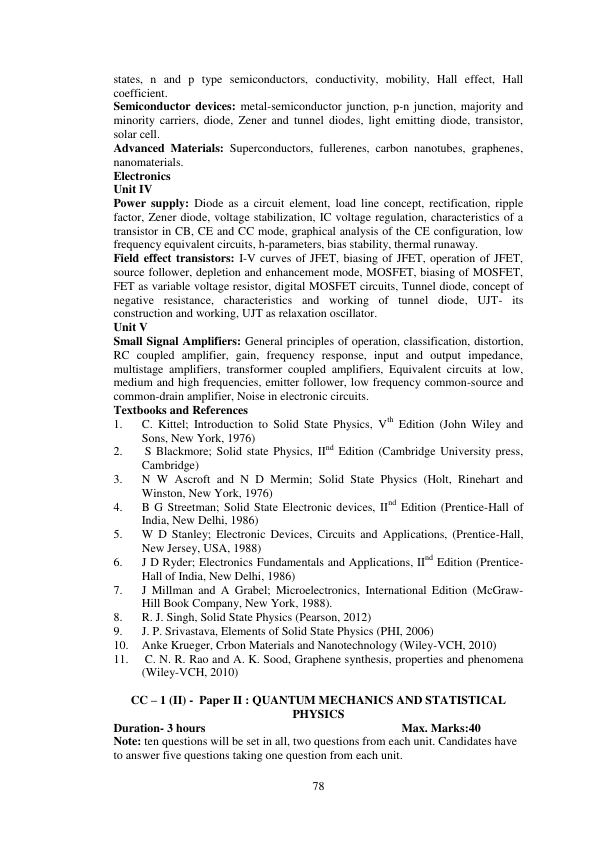 states, n and p type semiconductors, conductivity, mobility, Hall effect, Hall
coefficient.
Semiconductor devices: metal-semiconductor junction, p-n junction, majority and
minority carriers, diode, Zener and tunnel diodes, light emitting diode, transistor,
solar cell.
Advanced Materials: Superconductors, fullerenes, carbon nanotubes, graphenes,
nanomaterials.
Electronics
Unit IV
Power supply: Diode as a circuit element, load line concept, rectification, ripple
factor, Zener diode, voltage stabilization, IC voltage regulation, characteristics of a
transistor in CB, CE and CC mode, graphical analysis of the CE configuration, low
frequency equivalent circuits, h-parameters, bias stability, thermal runaway.
Field effect transistors: I-V curves of JFET, biasing of JFET, operation of JFET,
source follower, depletion and enhancement mode, MOSFET, biasing of MOSFET,
FET as variable voltage resistor, digital MOSFET circuits, Tunnel diode, concept of
negative resistance, characteristics and working of tunnel diode, UJT- its
construction and working, UJT as relaxation oscillator.
Unit V
Small Signal Amplifiers: General principles of operation, classification, distortion,
RC coupled amplifier, gain, frequency response, input and output impedance,
multistage amplifiers, transformer coupled amplifiers, Equivalent circuits at low,
medium and high frequencies, emitter follower, low frequency common-source and
common-drain amplifier, Noise in electronic circuits.
Textbooks and References
1. C. Kittel; Introduction to Solid State Physics, Vth Edition (John Wiley and
Sons, New York, 1976)
2. S Blackmore; Solid state Physics, IInd Edition (Cambridge University press,
Cambridge)
3. N W Ascroft and N D Mermin; Solid State Physics (Holt, Rinehart and
Winston, New York, 1976)
4. B G Streetman; Solid State Electronic devices, IInd Edition (Prentice-Hall of
India, New Delhi, 1986)
5. W D Stanley; Electronic Devices, Circuits and Applications, (Prentice-Hall,
New Jersey, USA, 1988)
6. J D Ryder; Electronics Fundamentals and Applications, IInd Edition (Prentice-
Hall of India, New Delhi, 1986)
7. J Millman and A Grabel; Microelectronics, International Edition (McGraw-
Hill Book Company, New York, 1988).
8. R. J. Singh, Solid State Physics (Pearson, 2012)
9. J. P. Srivastava, Elements of Solid State Physics (PHI, 2006)
10. Anke Krueger, Crbon Materials and Nanotechnology (Wiley-VCH, 2010)
11. C. N. R. Rao and A. K. Sood, Graphene synthesis, properties and phenomena
(Wiley-VCH, 2010)
CC – 1 (II) - Paper II : QUANTUM MECHANICS AND STATISTICAL
PHYSICS
Duration- 3 hours Max. Marks:40
Note: ten questions will be set in all, two questions from each unit. Candidates have
to answer five questions taking one question from each unit.
78